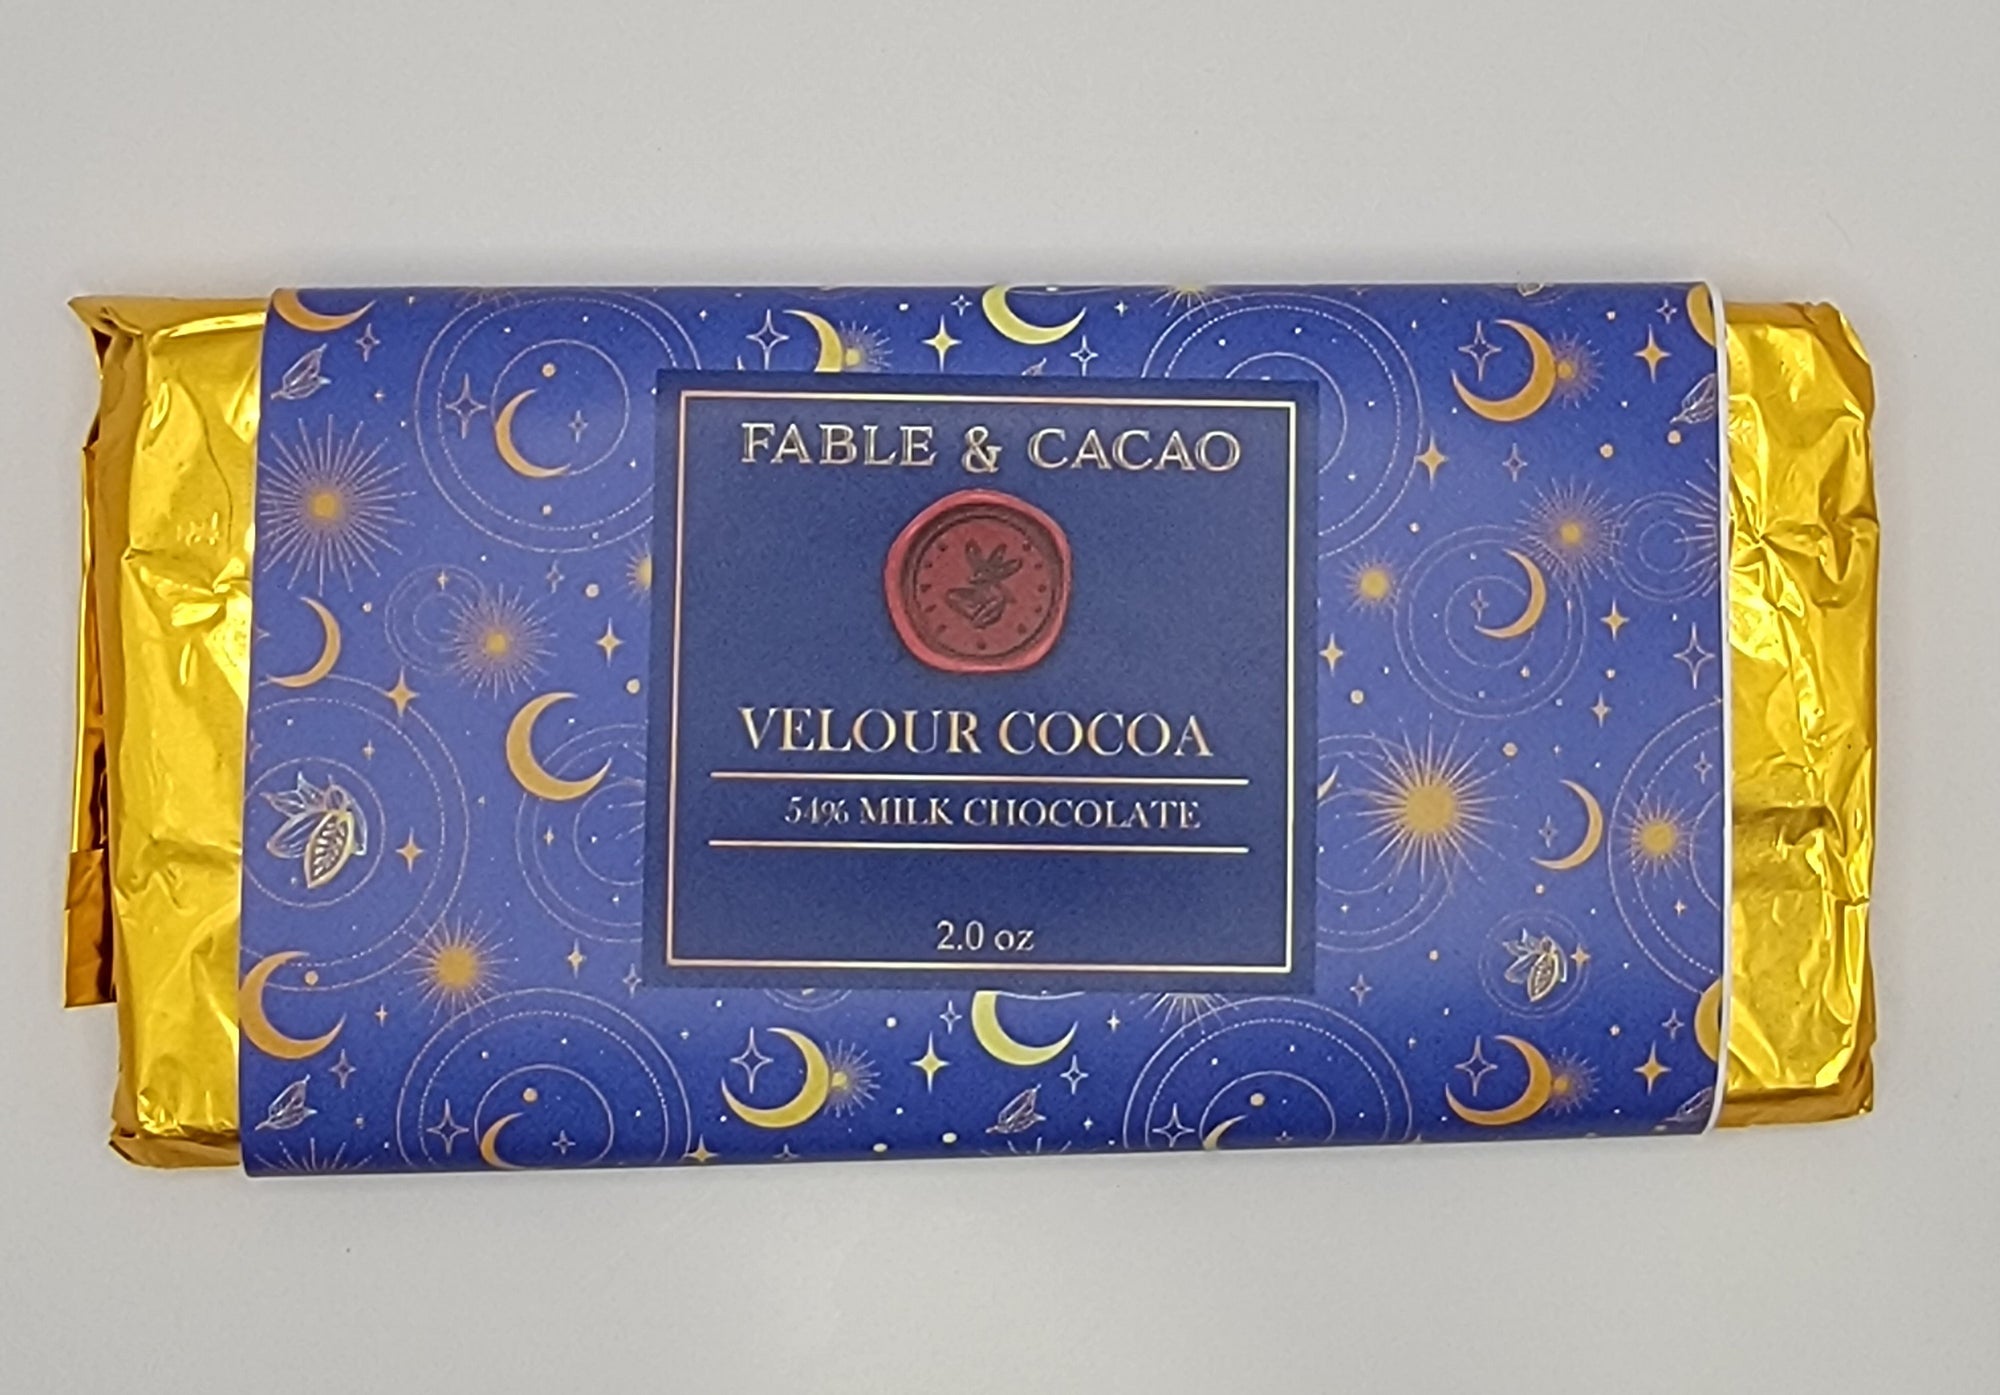 FABLE & CACAO
VELOUR COCOA
54% MILK CHOCOLATE
2.0 oz